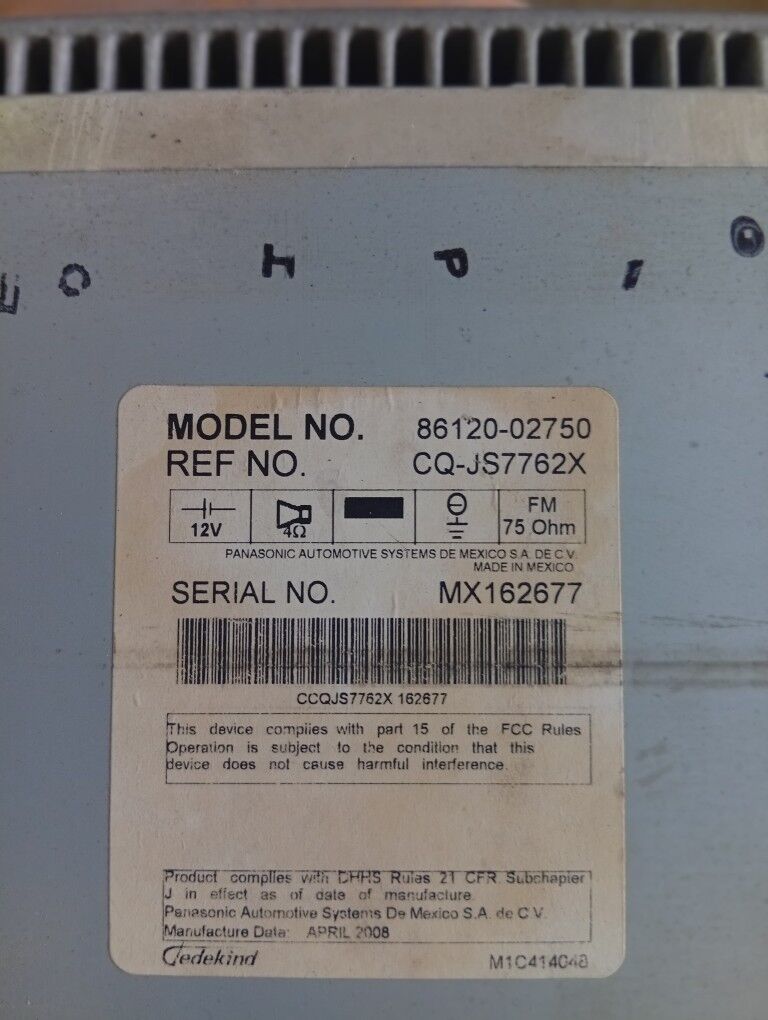 C H P I O
MODEL NO. 86120-02750
REF NO. CQ-JS7762X
12V 4Ω FM 75 Ohm
PANASONIC AUTOMOTIVE SYSTEMS DE MEXICO S.A. DE C.V.
MADE IN MEXICO
SERIAL NO. MX162677
CCQJS7762X 162677
This device complies with part 15 of the FCC Rules
Operation is subject to the condition that this
device does not cause harmful interference.
Product complies with DHHS Rules 21 CFR Subchapter
J in effect as of date of manufacture.
Panasonic Automotive Systems De Mexico S.A. de C.V.
Manufacture Date: APRIL 2008
Gedekind M1C414048